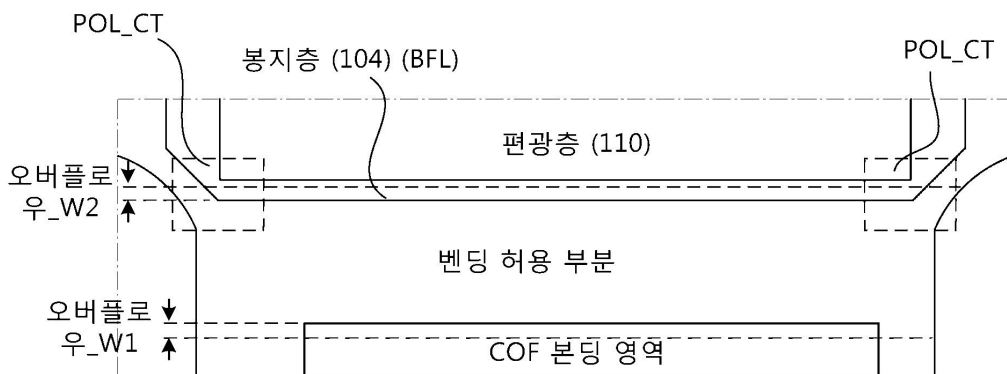 POL_CT
봉지층 (104) (BFL)
POL_CT
편광층 (110)
오버플로
우_W2
벤딩 허용 부분
오버플로
우_W1
COF 본딩 영역